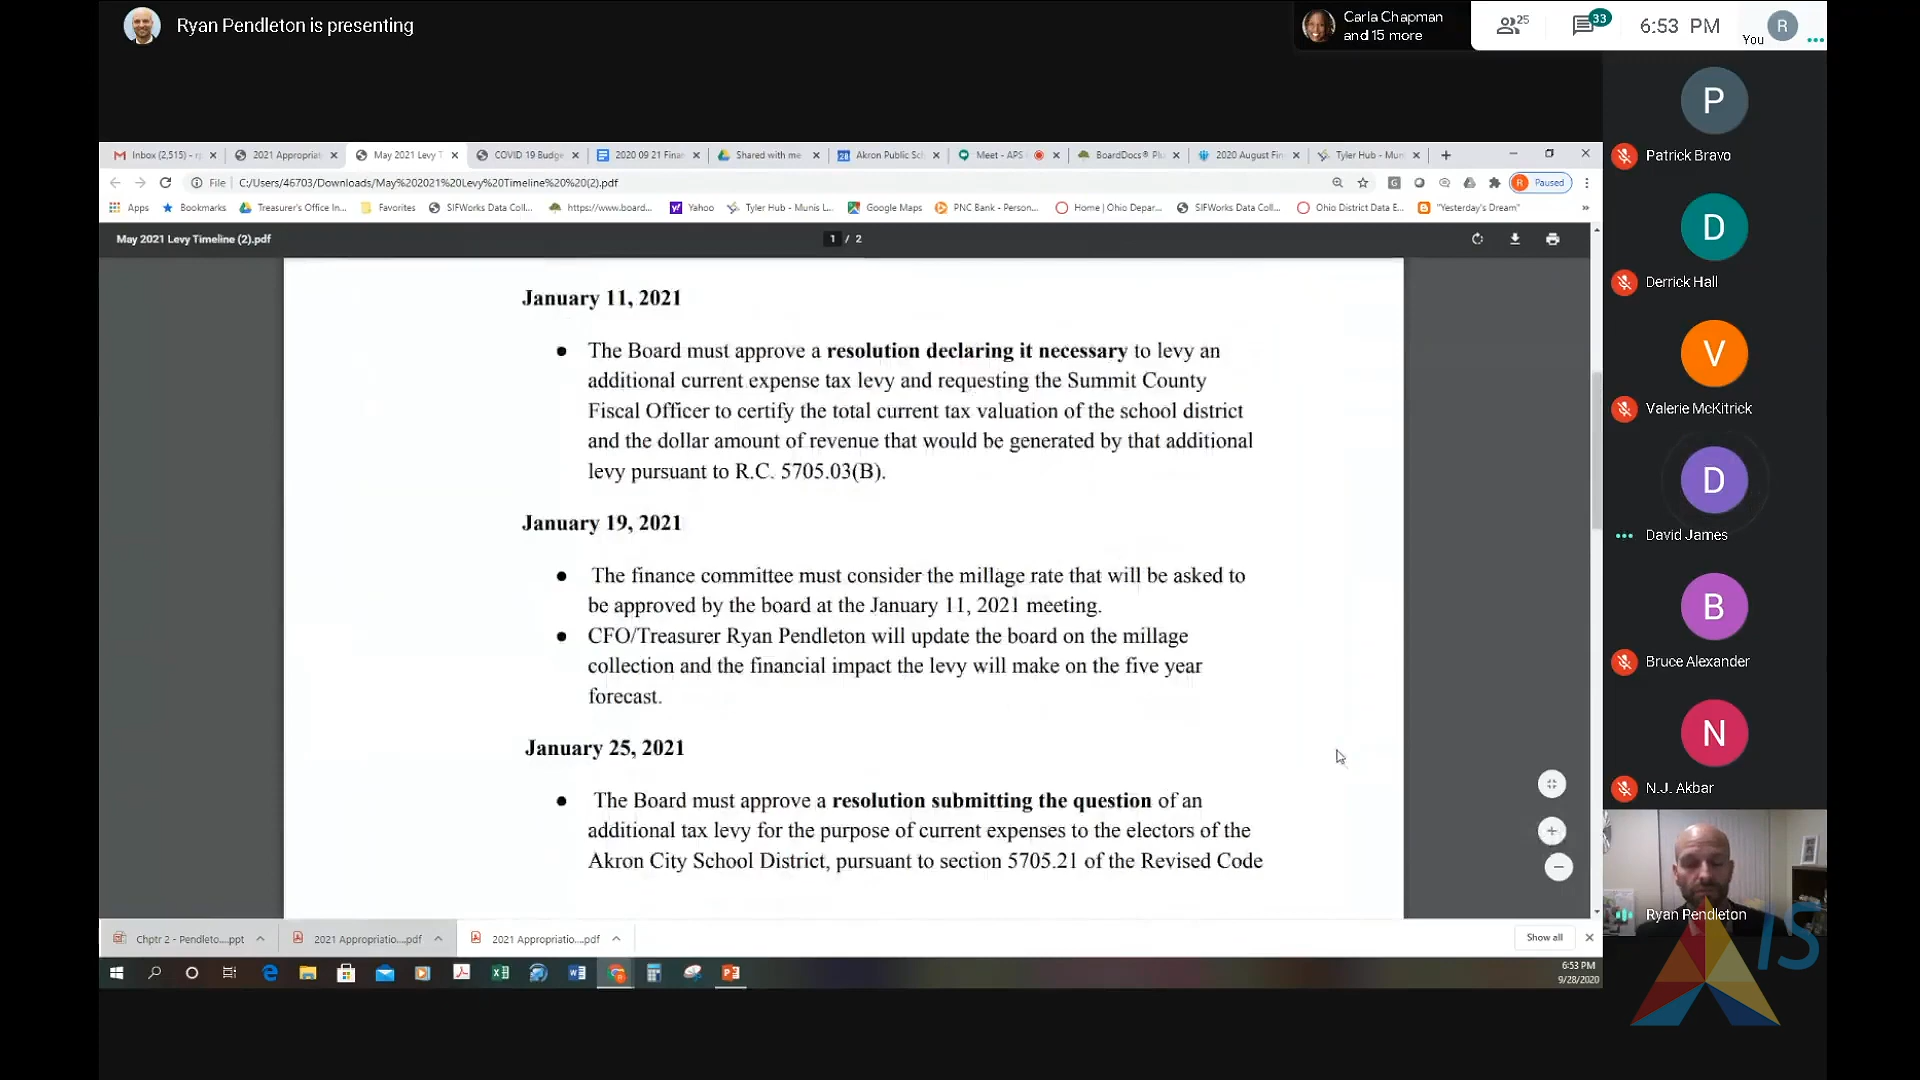 Ryan Pendleton is presenting
Carla Chapman
and 15 more
25
33
6:53 PM
You
R
Inbox (2,515) - r
2021 Appropriat
May 2021 Levy T
COVID 19 Budge
2020 09 21 Finan
Shared with me
Akron Public Sch
Meet - APS
BoardDocs® Plu
2020 August Fin
Tyler Hub - Mun
File
C:/Users/46703/Downloads/May%202021%20Levy%20Timeline%20%20(2).pdf
Paused
Apps
Bookmarks
Treasurer's Office In...
Favorites
SIFWorks Data Coll...
https://www.board...
Yahoo
Tyler Hub - Munis L...
Google Maps
PNC Bank - Person...
Home | Ohio Depar...
SIFWorks Data Coll...
Ohio District Data E...
"Yesterday's Dream"
May 2021 Levy Timeline (2).pdf
1 / 2
January 11, 2021
● The Board must approve a resolution declaring it necessary to levy an
additional current expense tax levy and requesting the Summit County
Fiscal Officer to certify the total current tax valuation of the school district
and the dollar amount of revenue that would be generated by that additional
levy pursuant to R.C. 5705.03(B).
January 19, 2021
● The finance committee must consider the millage rate that will be asked to
be approved by the board at the January 11, 2021 meeting.
● CFO/Treasurer Ryan Pendleton will update the board on the millage
collection and the financial impact the levy will make on the five year
forecast.
January 25, 2021
● The Board must approve a resolution submitting the question of an
additional tax levy for the purpose of current expenses to the electors of the
Akron City School District, pursuant to section 5705.21 of the Revised Code
P
Patrick Bravo
D
Derrick Hall
V
Valerie McKitrick
D
David James
B
Bruce Alexander
N
N.J. Akbar
Ryan Pendleton
IS
Chptr 2 - Pendleto....ppt
2021 Appropriatio....pdf
2021 Appropriatio....pdf
Show all
6:53 PM
9/28/2020